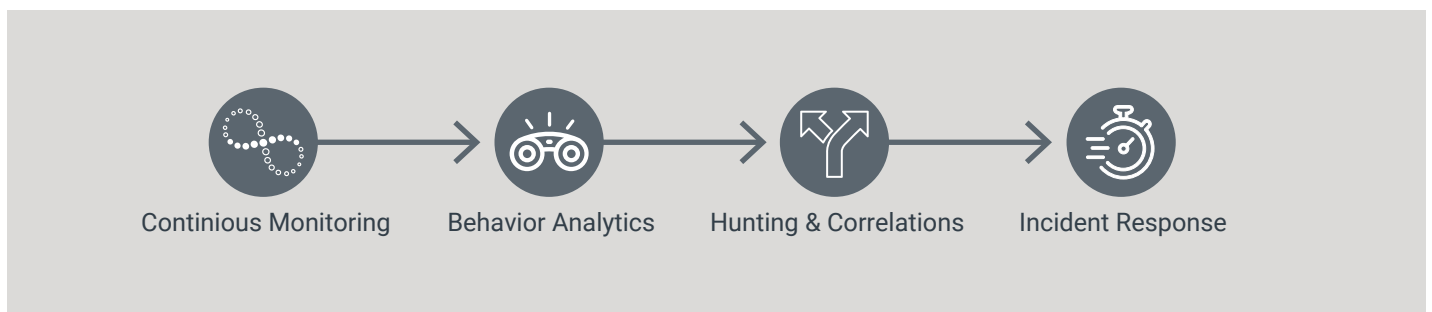 Continious Monitoring
Behavior Analytics
Hunting & Correlations
Incident Response